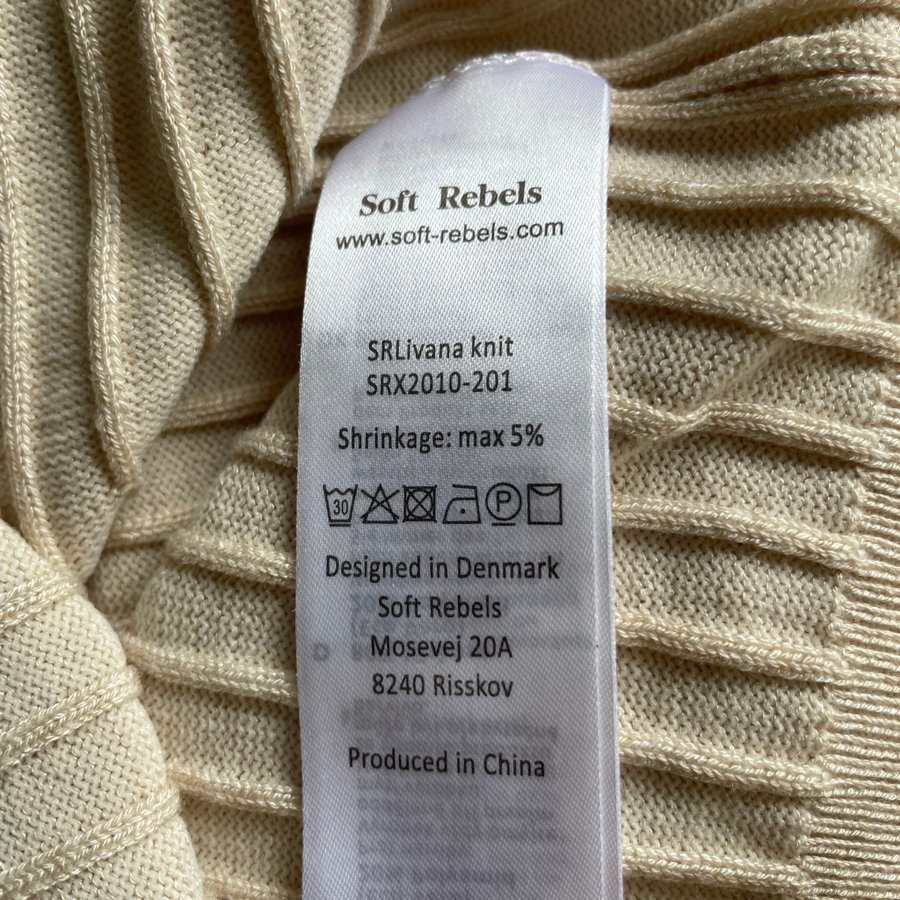 Soft Rebels
www.soft-rebels.com
SRLivana knit
SRX2010-201
Shrinkage: max 5%
30 P
Designed in Denmark
Soft Rebels
Mosevej 20A
8240 Risskov
Produced in China